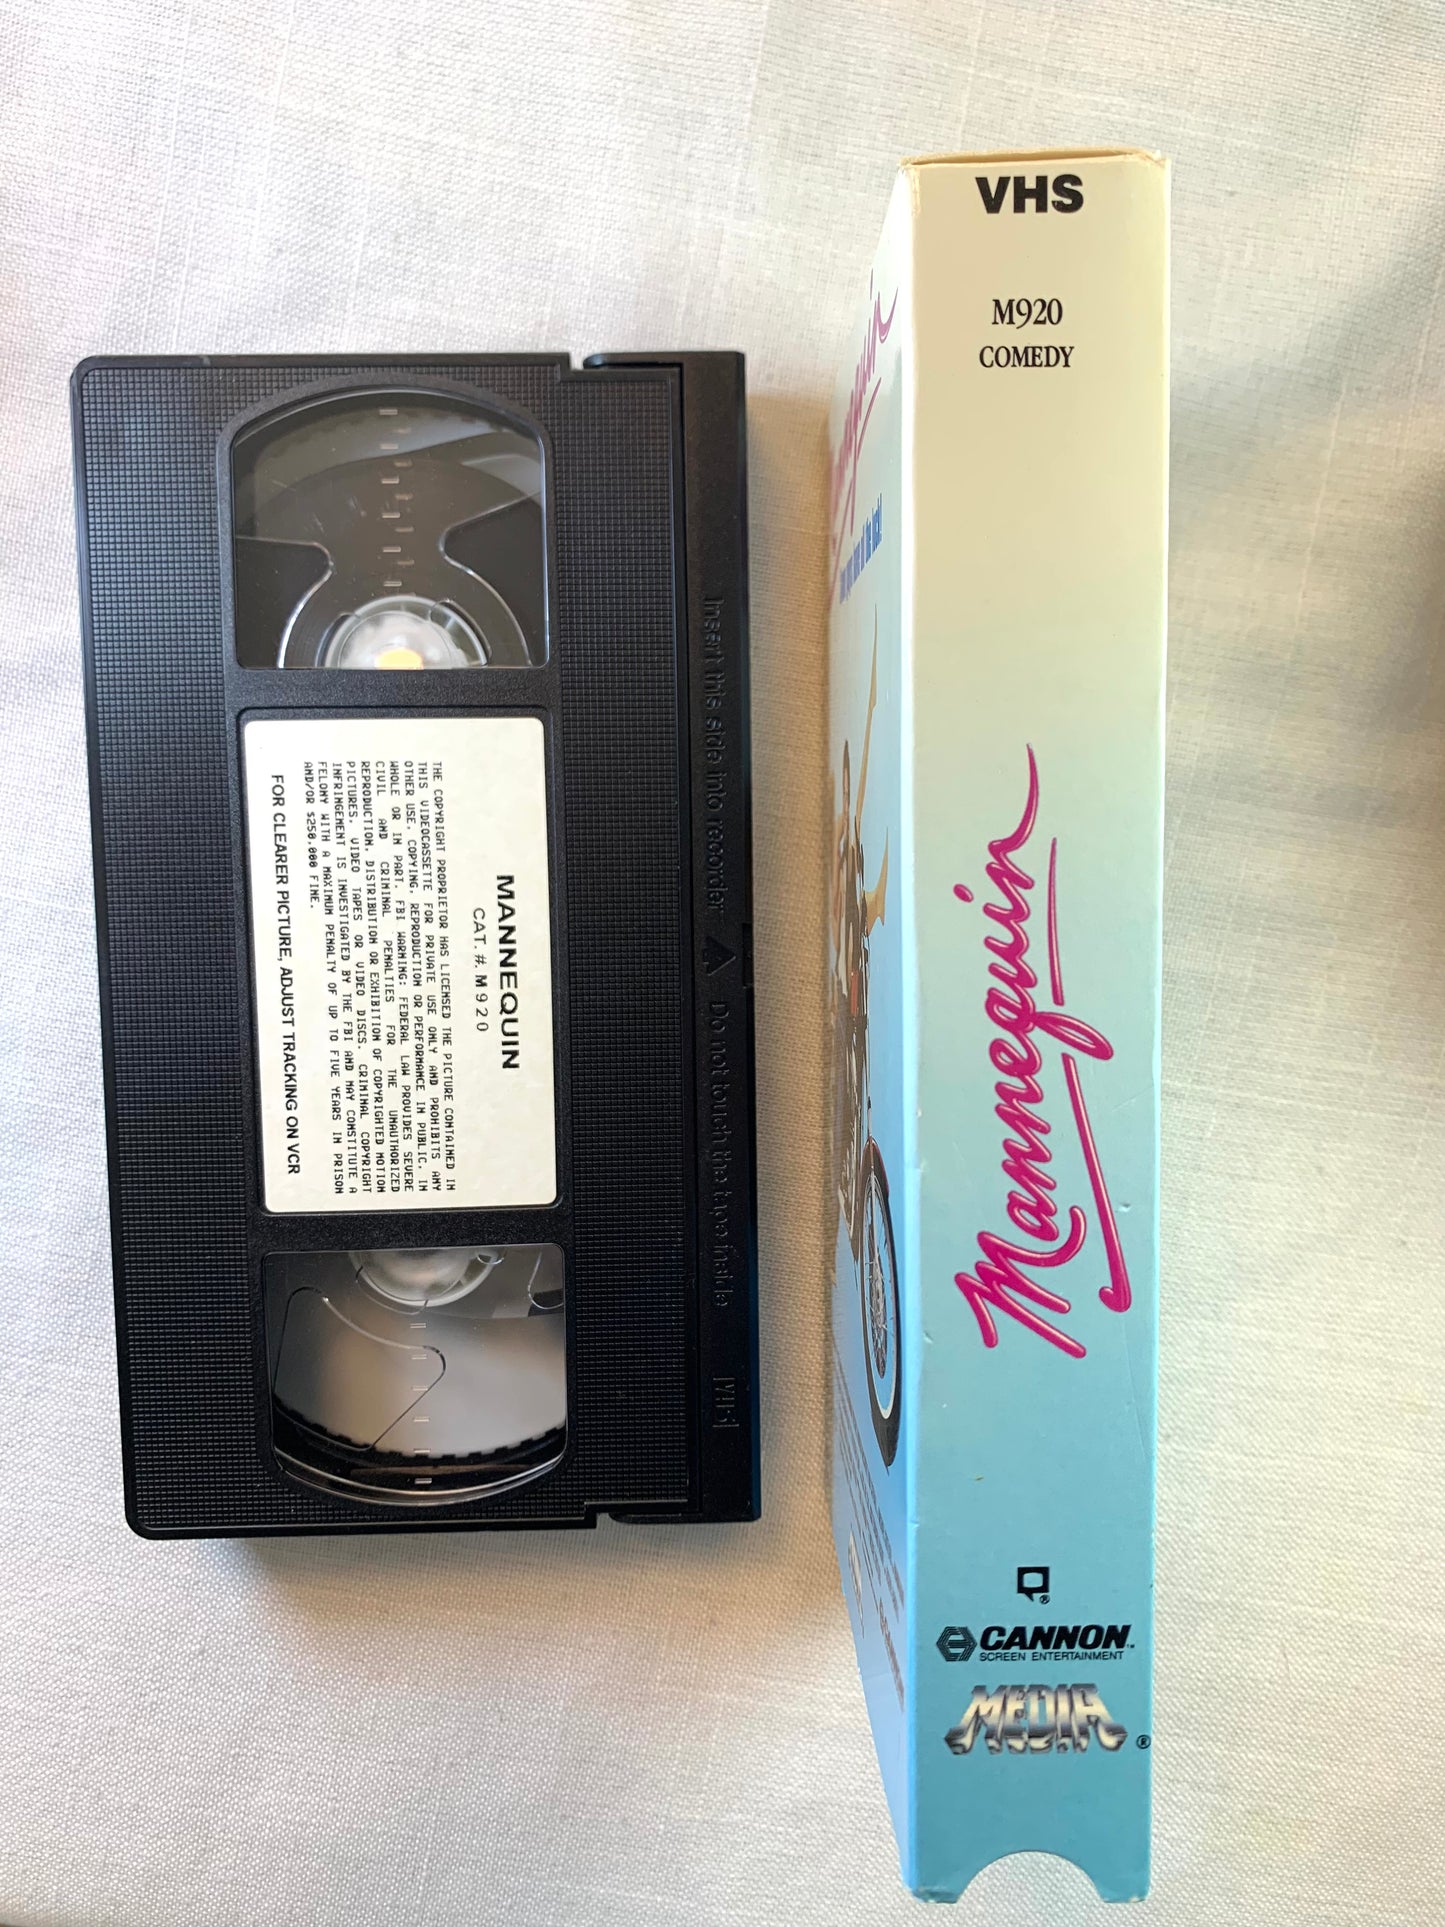 MANNEQUIN
CAT. #. M920
THE COPYRIGHT PROPRIETOR HAS LICENSED THE PICTURE CONTAINED IN
THIS VIDEOCASSETTE FOR PRIVATE USE ONLY AND PROHIBITS ANY
OTHER USE, COPYING, REPRODUCTION OR PERFORMANCE IN PUBLIC, IN
WHOLE OR IN PART. FBI WARNING: FEDERAL LAW PROVIDES SEVERE
CIVIL AND CRIMINAL PENALTIES FOR THE UNAUTHORIZED
REPRODUCTION, DISTRIBUTION OR EXHIBITION OF COPYRIGHTED MOTION
PICTURES, VIDEO TAPES OR VIDEO DISCS. CRIMINAL COPYRIGHT
INFRINGEMENT IS INVESTIGATED BY THE FBI AND MAY CONSTITUTE A
FELONY WITH A MAXIMUM PENALTY OF UP TO FIVE YEARS IN PRISON
AND/OR $250,000 FINE.
FOR CLEARER PICTURE, ADJUST TRACKING ON VCR
Insert this side into recorder Do not touch the tape inside VHS
VHS
M920
COMEDY
Mannequin
®
CANNON™
SCREEN ENTERTAINMENT
MEDIA®
Mannequin
at the